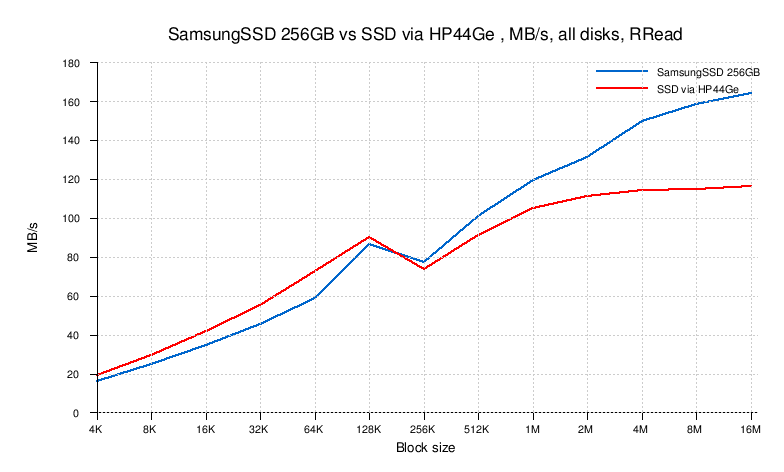 SamsungSSD 256GB vs SSD via HP44Ge , MB/s, all disks, RRead
SamsungSSD 256GB
SSD via HP44Ge
180
160
140
120
100
80
60
40
20
0
MB/s
4K 8K 16K 32K 64K 128K 256K 512K 1M 2M 4M 8M 16M
Block size